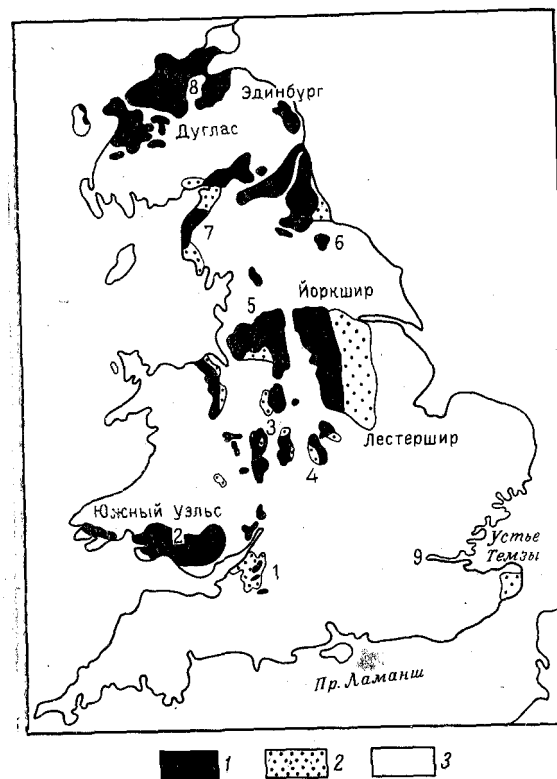 8
Эдинбург
Дуглас
7
6
5
Йоркшир
3
Лестершир
4
Южный Уэльс
2
1
9
Устье
Темзы
Пр. Ламанш
1 2 3